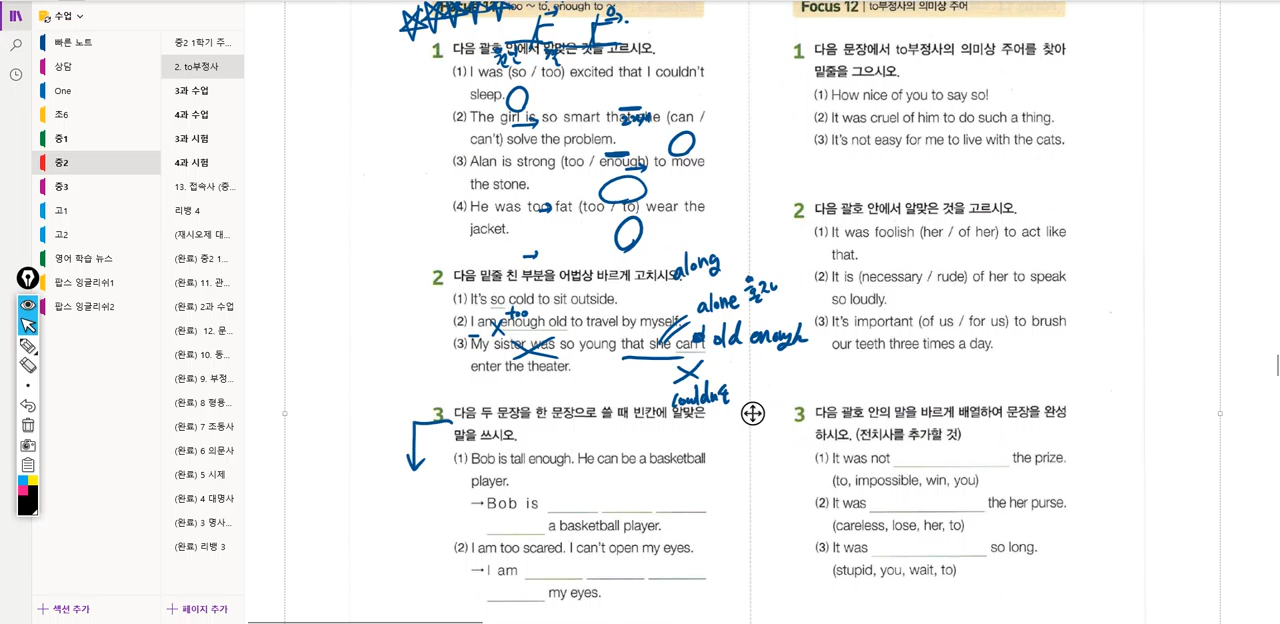 수업
빠른 노트
상담
One
초6
중1
중2
중3
고1
고2
영어 학습 뉴스
팝스 잉글리쉬1
팝스 잉글리쉬2
섹션 추가
중2 1학기 주...
2. to부정사
3과 수업
4과 수업
3과 시험
4과 시험
13. 접속사 (중...
리뱅 4
(재시오제 대...
(완료) 중2 1...
(완료) 11. 관...
(완료) 2과 수업
(완료) 12. 문...
(완료) 10. 동...
(완료) 9. 부정...
(완료) 8 형용...
(완료) 7 조동사
(완료) 6 의문사
(완료) 5 시제
(완료) 4 대명사
(완료) 3 명사...
(완료) 리뱅 3
페이지 추가
too ~ to, enough to ~
1 다음 괄호 안에서 알맞은 것을 고르시오.
(1) I was (so / too) excited that I couldn't
sleep.
(2) The girl is so smart that she (can /
can't) solve the problem.
(3) Alan is strong (too / enough) to move
the stone.
(4) He was too fat (too / to) wear the
jacket.
2 다음 밑줄 친 부분을 어법상 바르게 고치시오.
along
alone
(1) It's so cold to sit outside.
too
(2) I am enough old to travel by myself.
old enough
(3) My sister was so young that she can't
enter the theater.
couldn't
3 다음 두 문장을 한 문장으로 쓸 때 빈칸에 알맞은
말을 쓰시오.
(1) Bob is tall enough. He can be a basketball
player.
→ Bob is
a basketball player.
(2) I am too scared. I can't open my eyes.
→ I am
my eyes.
Focus 12 | to부정사의 의미상 주어
1 다음 문장에서 to부정사의 의미상 주어를 찾아
밑줄을 그으시오.
(1) How nice of you to say so!
(2) It was cruel of him to do such a thing.
(3) It's not easy for me to live with the cats.
2 다음 괄호 안에서 알맞은 것을 고르시오.
(1) It was foolish (her / of her) to act like
that.
(2) It is (necessary / rude) of her to speak
so loudly.
(3) It's important (of us / for us) to brush
our teeth three times a day.
3 다음 괄호 안의 말을 바르게 배열하여 문장을 완성
하시오. (전치사를 추가할 것)
(1) It was not the prize.
(to, impossible, win, you)
(2) It was the her purse.
(careless, lose, her, to)
(3) It was so long.
(stupid, you, wait, to)